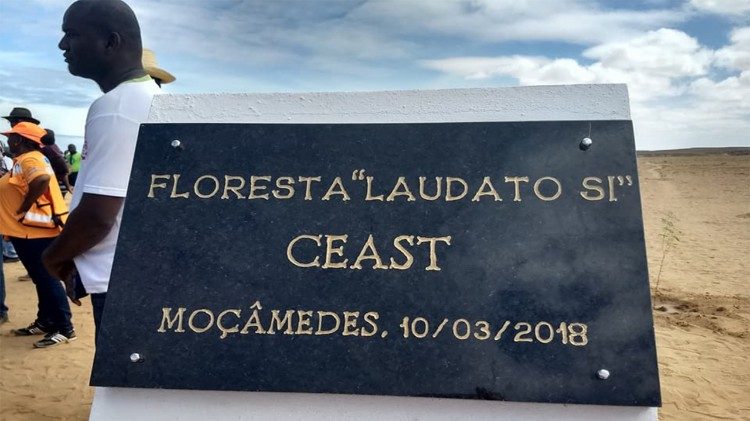 FLORESTA "LAUDATO SI"
CEAST
MOÇÂMEDES, 10/03/2018